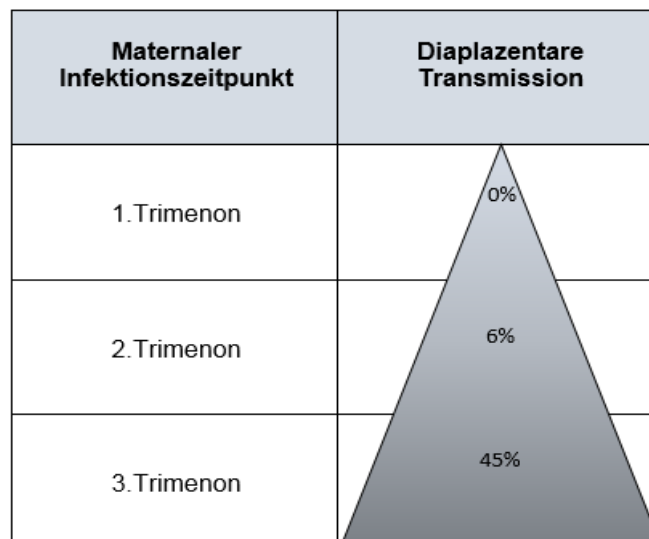 Maternaler
Infektionszeitpunkt
Diaplazentare
Transmission
1.Trimenon
0%
2.Trimenon
6%
3.Trimenon
45%